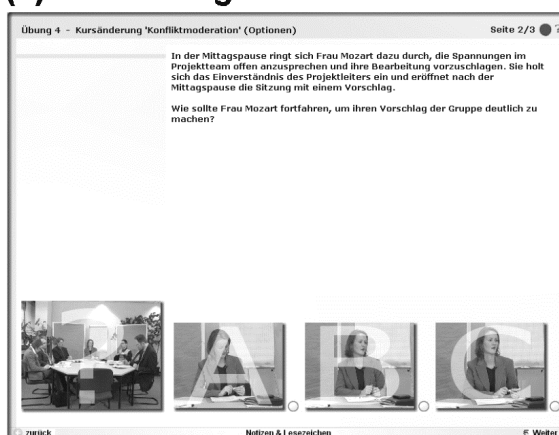 Übung 4 - Kursänderung 'Konfliktmoderation' (Optionen)
Seite 2/3
In der Mittagspause ringt sich Frau Mozart dazu durch, die Spannungen im
Projektteam offen anzusprechen und ihre Bearbeitung vorzuschlagen. Sie holt
sich das Einverständnis des Projektleiters ein und eröffnet nach der
Mittagspause die Sitzung mit einem Vorschlag.
Wie sollte Frau Mozart fortfahren, um ihren Vorschlag der Gruppe deutlich zu
machen?
? A B C
zurück
Notizen & Lesezeichen
Weiter